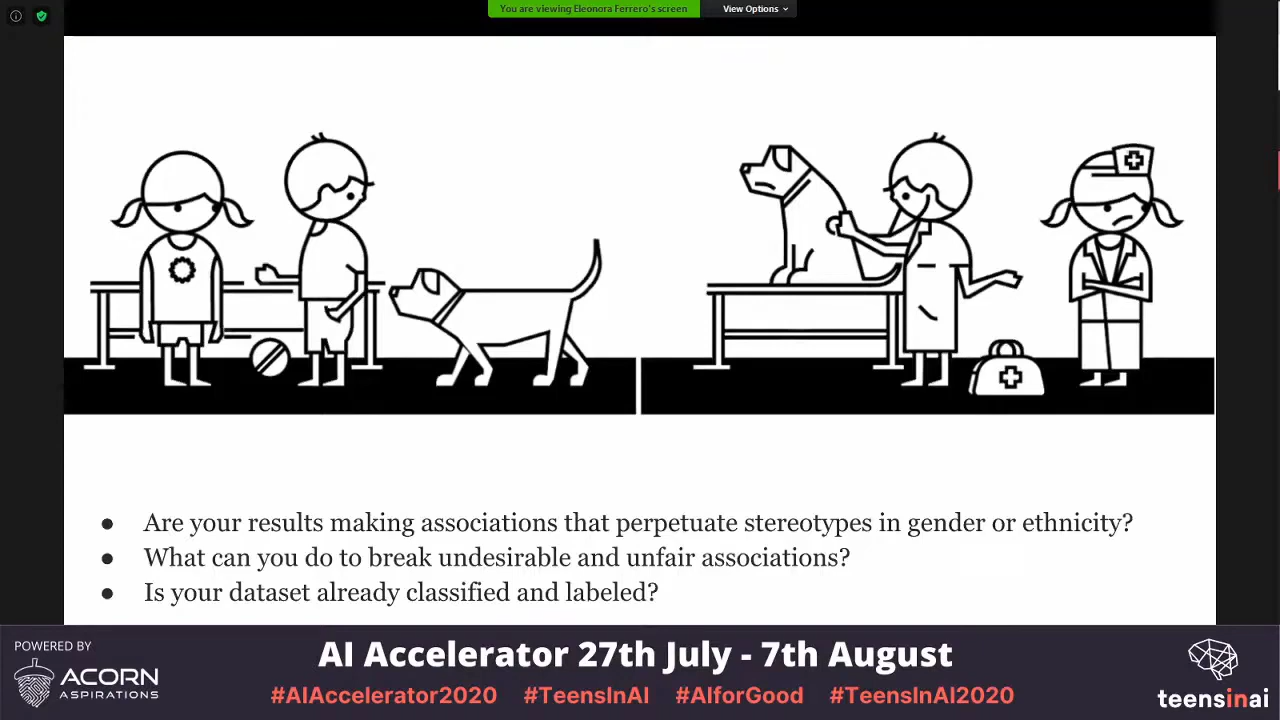 You are viewing Eleonora Ferrero's screen
View Options
● Are your results making associations that perpetuate stereotypes in gender or ethnicity?
● What can you do to break undesirable and unfair associations?
● Is your dataset already classified and labeled?
POWERED BY
ACORN
ASPIRATIONS
AI Accelerator 27th July - 7th August
#AIAccelerator2020 #TeensInAI #AIforGood #TeensInAI2020
teensinai